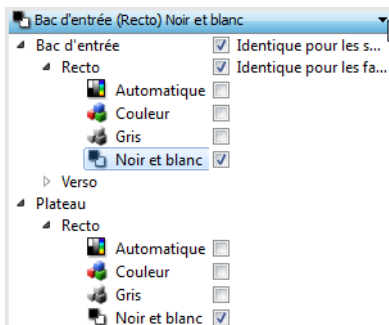 Bac d'entrée (Recto) Noir et blanc
Bac d'entrée Identique pour les s...
Recto Identique pour les fa...
Automatique
Couleur
Gris
Noir et blanc
Verso
Plateau
Recto
Automatique
Couleur
Gris
Noir et blanc